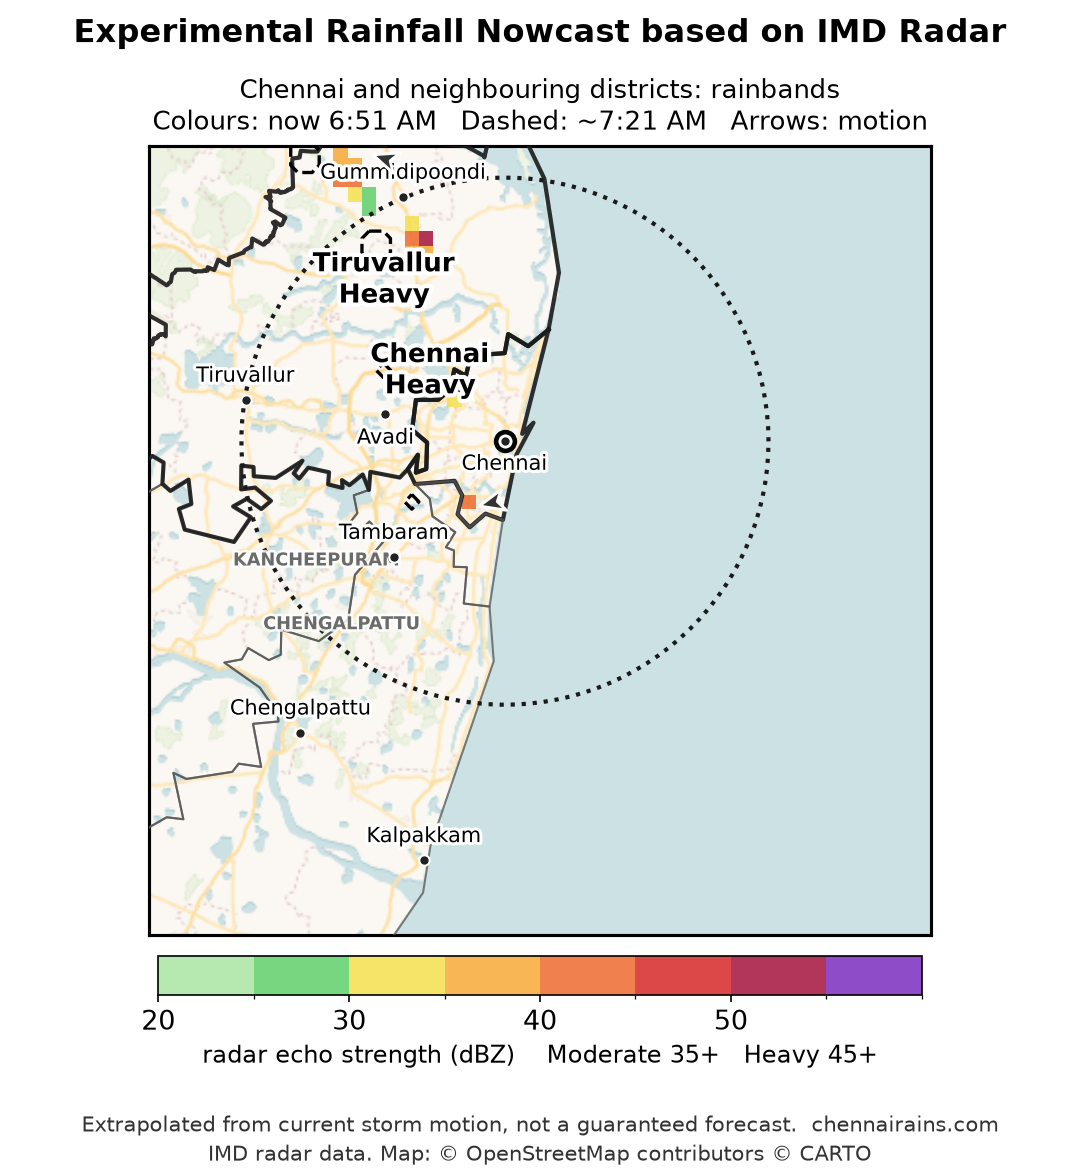 Experimental Rainfall Nowcast based on IMD Radar
Chennai and neighbouring districts: rainbands
Colours: now 6:51 AM   Dashed: ~7:21 AM   Arrows: motion
Gummidipoondi
Tiruvallur
Heavy
Chennai
Heavy
Tiruvallur
Avadi
Chennai
Tambaram
KANCHEEPURAM
CHENGALPATTU
Chengalpattu
Kalpakkam
20 30 40 50
radar echo strength (dBZ)    Moderate 35+   Heavy 45+
Extrapolated from current storm motion, not a guaranteed forecast.  chennairains.com
IMD radar data. Map: © OpenStreetMap contributors © CARTO